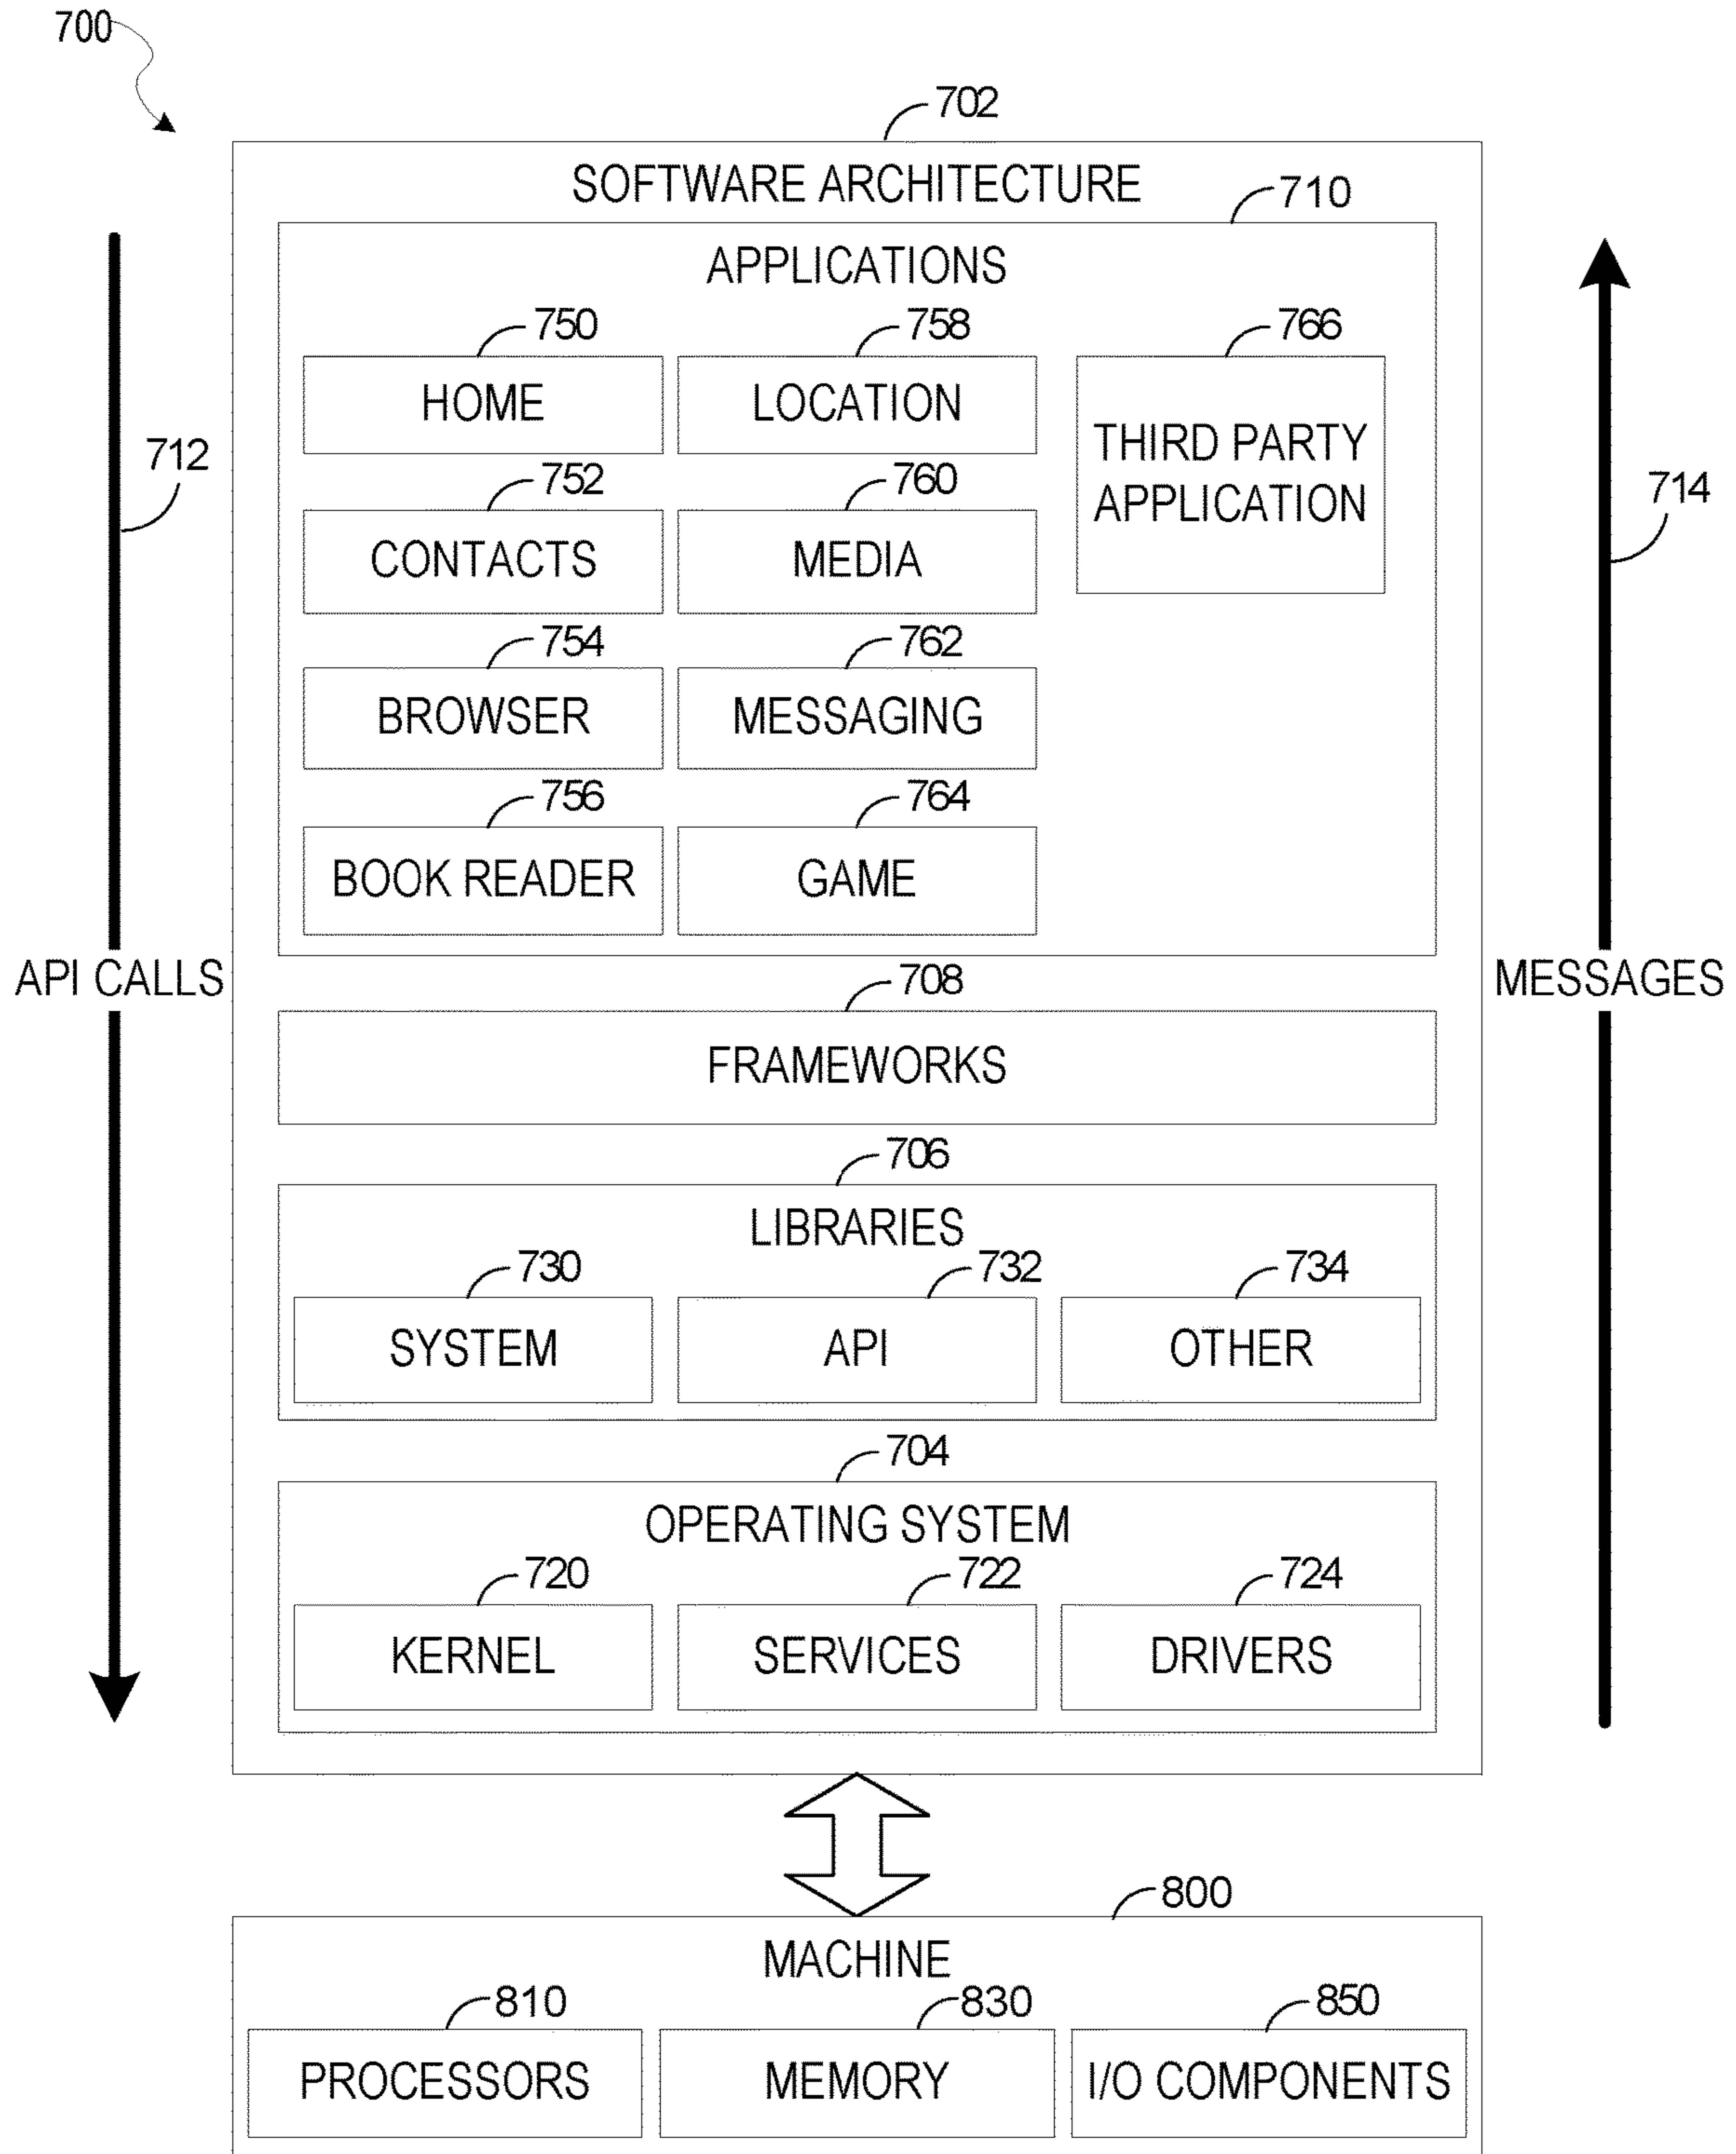 700
702
SOFTWARE ARCHITECTURE
710
APPLICATIONS
750
758
766
HOME
LOCATION
THIRD PARTY
APPLICATION
712
752
760
714
CONTACTS
MEDIA
754
762
BROWSER
MESSAGING
756
764
BOOK READER
GAME
API CALLS
708
MESSAGES
FRAMEWORKS
706
LIBRARIES
730
732
734
SYSTEM
API
OTHER
704
OPERATING SYSTEM
720
722
724
KERNEL
SERVICES
DRIVERS
800
MACHINE
810
830
850
PROCESSORS
MEMORY
I/O COMPONENTS